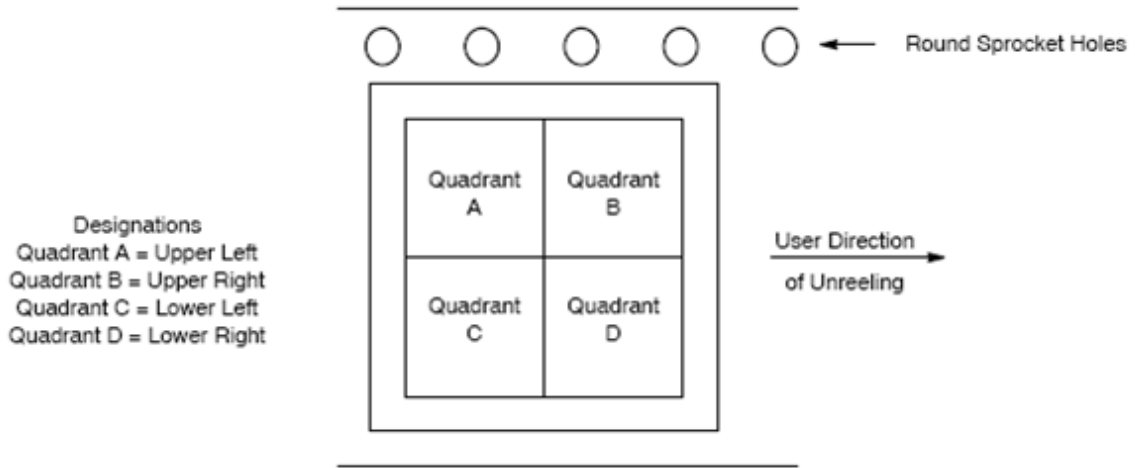 Round Sprocket Holes
Quadrant
A
Quadrant
B
Designations
Quadrant A = Upper Left
Quadrant B = Upper Right
Quadrant C = Lower Left
Quadrant D = Lower Right
User Direction
of Unreeling
Quadrant
C
Quadrant
D